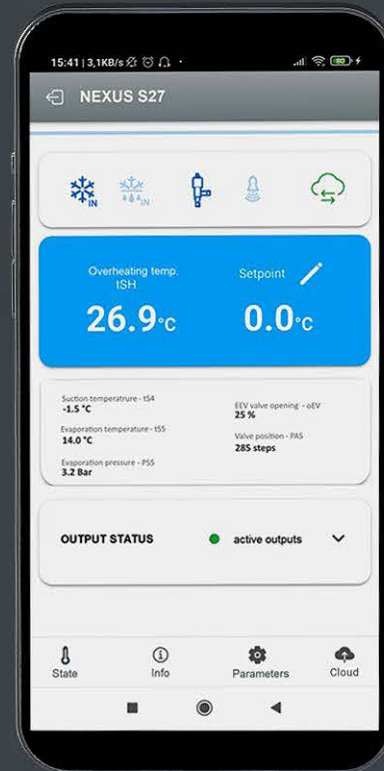 15:41 | 3,1KB/s
80
NEXUS S27
IN
IN
Overheating temp.
tSH
Setpoint
26.9°C
0.0°C
Suction temperatrure - tS4
-1.5 °C
EEV valve opening - oEV
25 %
Evaporation temperature - tS5
14.0 °C
Valve position - PAS
285 steps
Evaporation pressure - PS5
3.2 Bar
OUTPUT STATUS
active outputs
State
Info
Parameters
Cloud